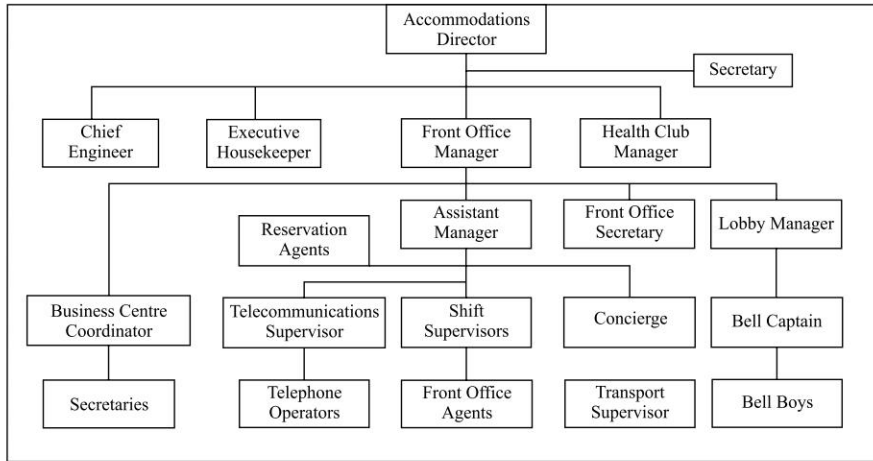 Accommodations
Director
Secretary
Chief
Engineer
Executive
Housekeeper
Front Office
Manager
Health Club
Manager
Reservation
Agents
Assistant
Manager
Front Office
Secretary
Lobby Manager
Business Centre
Coordinator
Telecommunications
Supervisor
Shift
Supervisors
Concierge
Bell Captain
Secretaries
Telephone
Operators
Front Office
Agents
Transport
Supervisor
Bell Boys